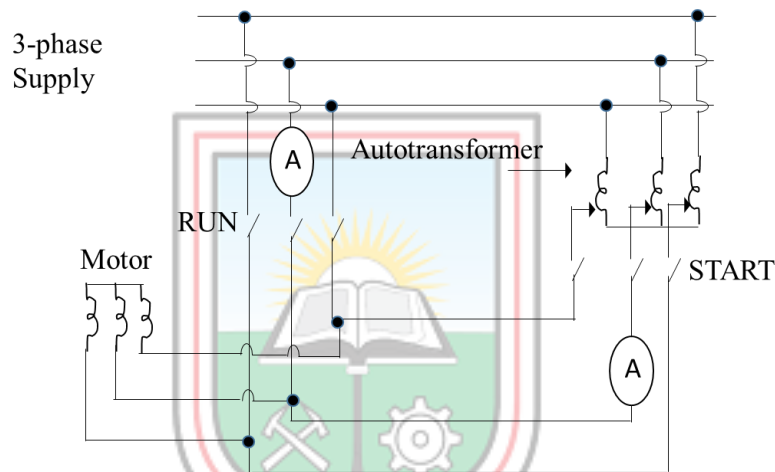 3-phase
Supply
A
Autotransformer
RUN
Motor
START
A